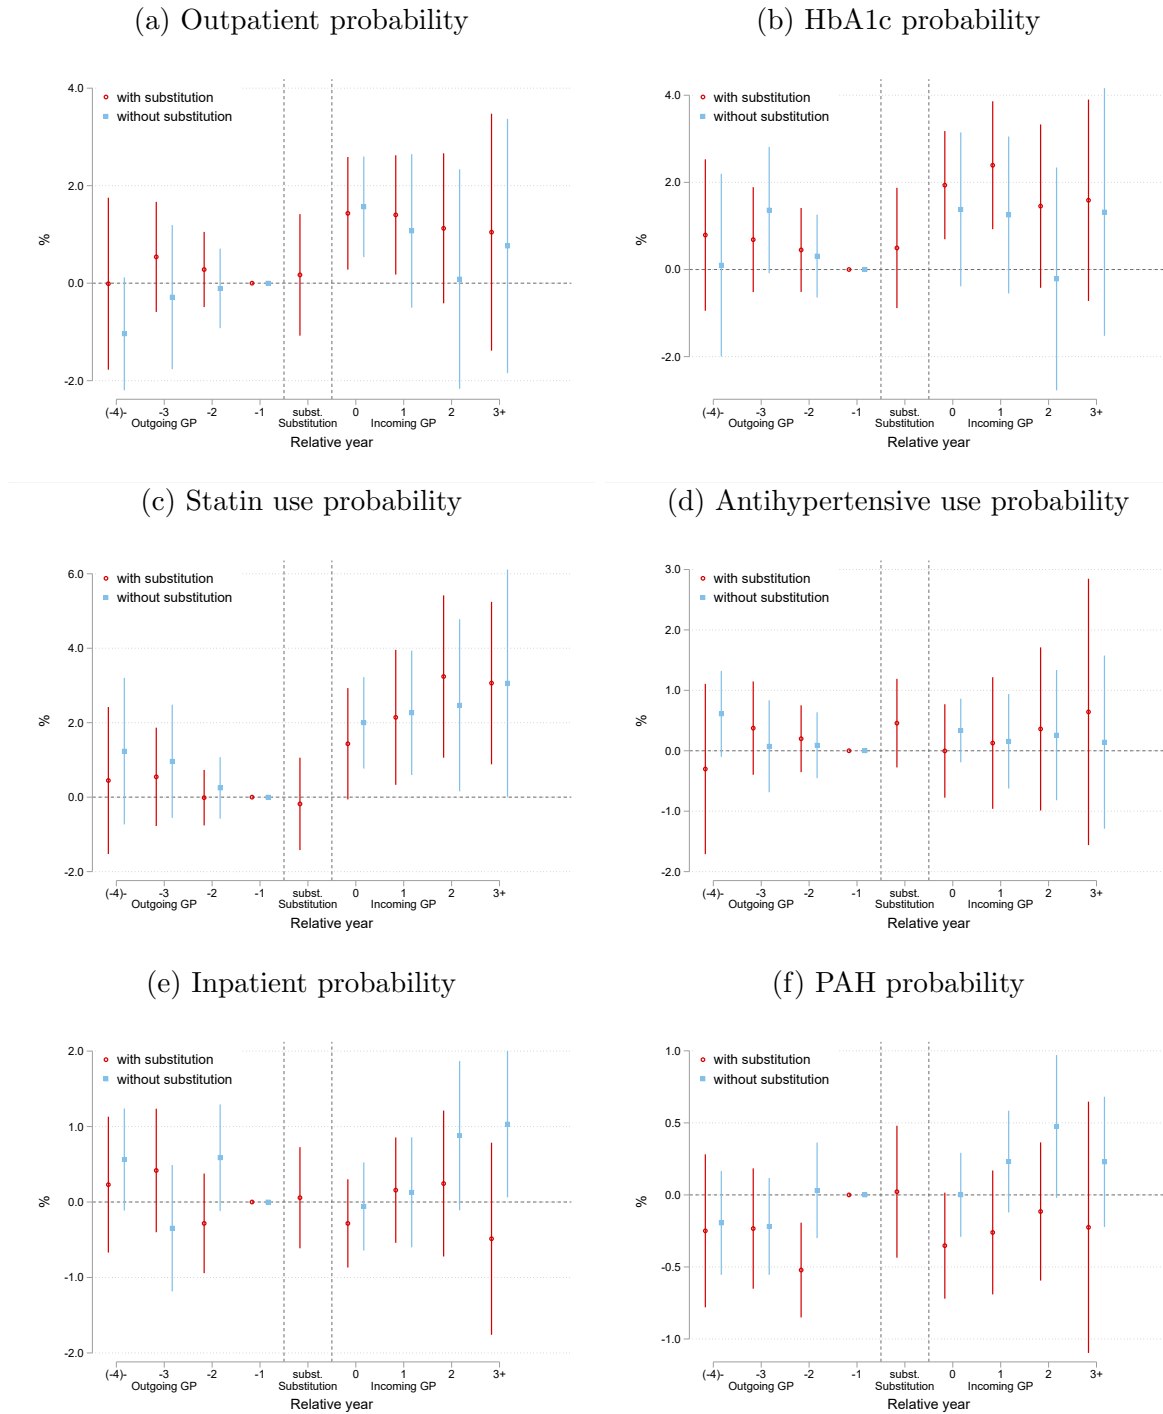 (a) Outpatient probability
with substitution
without substitution
4.0
2.0
0.0
-2.0
%
(-4)- -3 -2 -1 subst. 0 1 2 3+
Outgoing GP Substitution Incoming GP
Relative year
(b) HbA1c probability
with substitution
without substitution
4.0
2.0
0.0
-2.0
%
(-4)- -3 -2 -1 subst. 0 1 2 3+
Outgoing GP Substitution Incoming GP
Relative year
(c) Statin use probability
with substitution
without substitution
6.0
4.0
2.0
0.0
-2.0
%
(-4)- -3 -2 -1 subst. 0 1 2 3+
Outgoing GP Substitution Incoming GP
Relative year
(d) Antihypertensive use probability
with substitution
without substitution
3.0
2.0
1.0
0.0
-1.0
-2.0
%
(-4)- -3 -2 -1 subst. 0 1 2 3+
Outgoing GP Substitution Incoming GP
Relative year
(e) Inpatient probability
with substitution
without substitution
2.0
1.0
0.0
-1.0
-2.0
%
(-4)- -3 -2 -1 subst. 0 1 2 3+
Outgoing GP Substitution Incoming GP
Relative year
(f) PAH probability
with substitution
without substitution
1.0
0.5
0.0
-0.5
-1.0
%
(-4)- -3 -2 -1 subst. 0 1 2 3+
Outgoing GP Substitution Incoming GP
Relative year